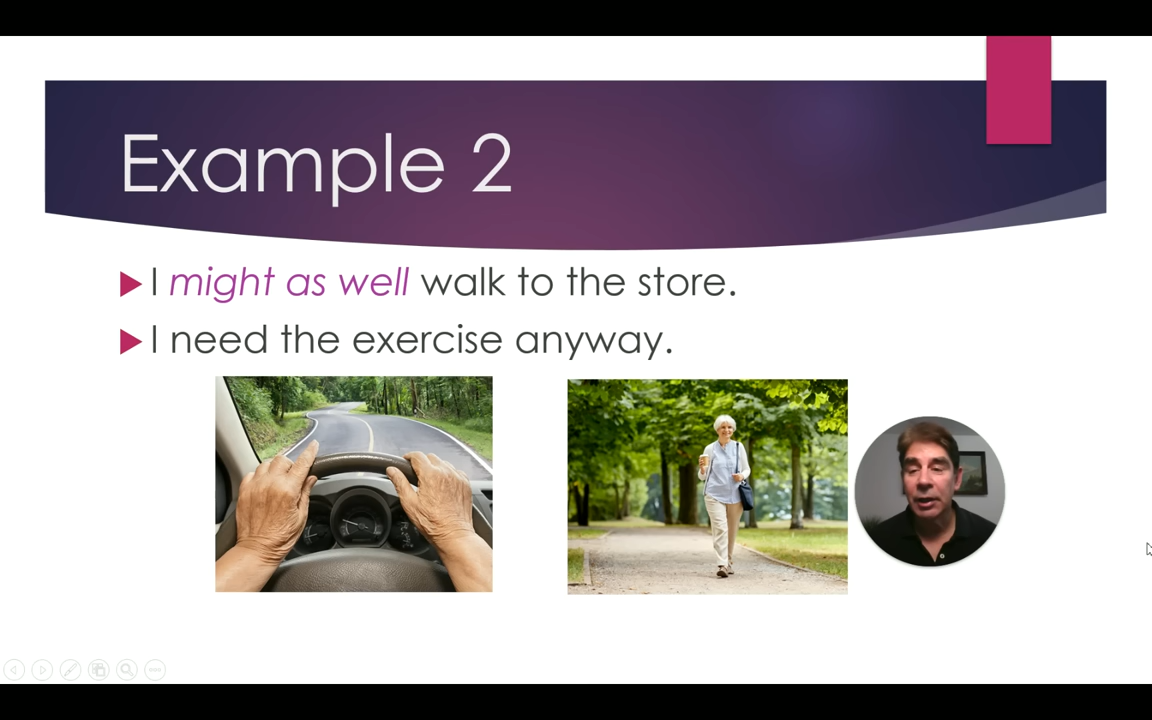 Example 2
I might as well walk to the store.
I need the exercise anyway.